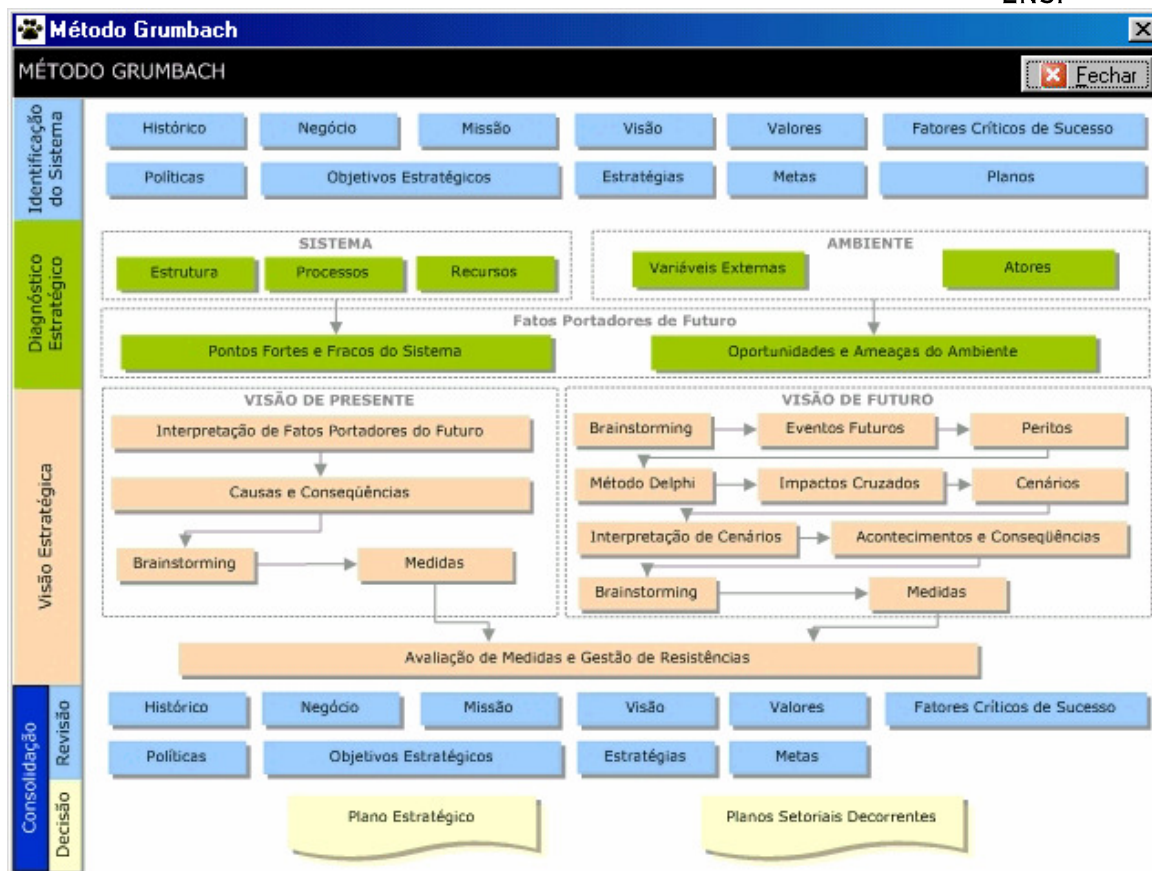 Método Grumbach
MÉTODO GRUMBACH
Fechar
Identificação
do Sistema
Histórico
Negócio
Missão
Visão
Valores
Fatores Críticos de Sucesso
Políticas
Objetivos Estratégicos
Estratégias
Metas
Planos
Diagnóstico
Estratégico
SISTEMA
Estrutura
Processos
Recursos
AMBIENTE
Variáveis Externas
Atores
Fatos Portadores de Futuro
Pontos Fortes e Fracos do Sistema
Oportunidades e Ameaças do Ambiente
Visão Estratégica
VISÃO DE PRESENTE
Interpretação de Fatos Portadores do Futuro
Causas e Conseqüências
Brainstorming
Medidas
VISÃO DE FUTURO
Brainstorming
Eventos Futuros
Peritos
Método Delphi
Impactos Cruzados
Cenários
Interpretação de Cenários
Acontecimentos e Conseqüências
Brainstorming
Medidas
Avaliação de Medidas e Gestão de Resistências
Consolidação
Revisão
Histórico
Negócio
Missão
Visão
Valores
Fatores Críticos de Sucesso
Políticas
Objetivos Estratégicos
Estratégias
Metas
Decisão
Plano Estratégico
Planos Setoriais Decorrentes